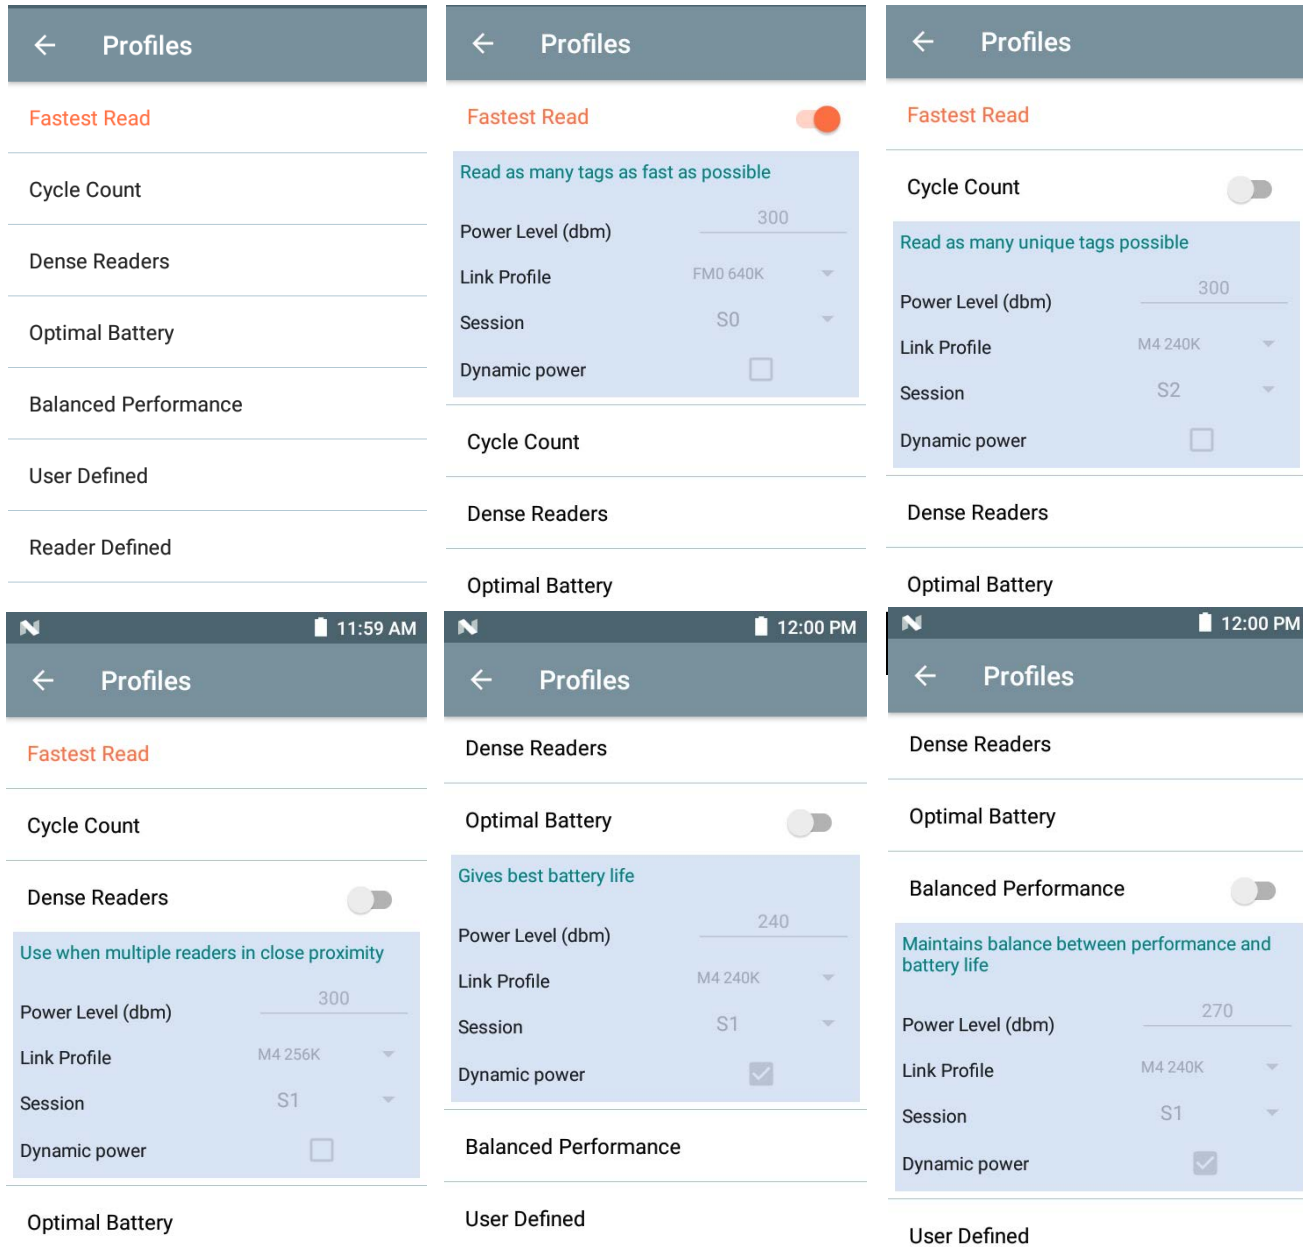 Profiles
Fastest Read
Cycle Count
Dense Readers
Optimal Battery
Balanced Performance
User Defined
Reader Defined
Profiles
Fastest Read
Read as many tags as fast as possible
Power Level (dbm) 300
Link Profile FM0 640K
Session S0
Dynamic power
Cycle Count
Dense Readers
Optimal Battery
Profiles
Fastest Read
Cycle Count
Read as many unique tags possible
Power Level (dbm) 300
Link Profile M4 240K
Session S2
Dynamic power
Dense Readers
Optimal Battery
11:59 AM
Profiles
Fastest Read
Cycle Count
Dense Readers
Use when multiple readers in close proximity
Power Level (dbm) 300
Link Profile M4 256K
Session S1
Dynamic power
Optimal Battery
12:00 PM
Profiles
Dense Readers
Optimal Battery
Gives best battery life
Power Level (dbm) 240
Link Profile M4 240K
Session S1
Dynamic power
Balanced Performance
User Defined
12:00 PM
Profiles
Dense Readers
Optimal Battery
Balanced Performance
Maintains balance between performance and
battery life
Power Level (dbm) 270
Link Profile M4 240K
Session S1
Dynamic power
User Defined